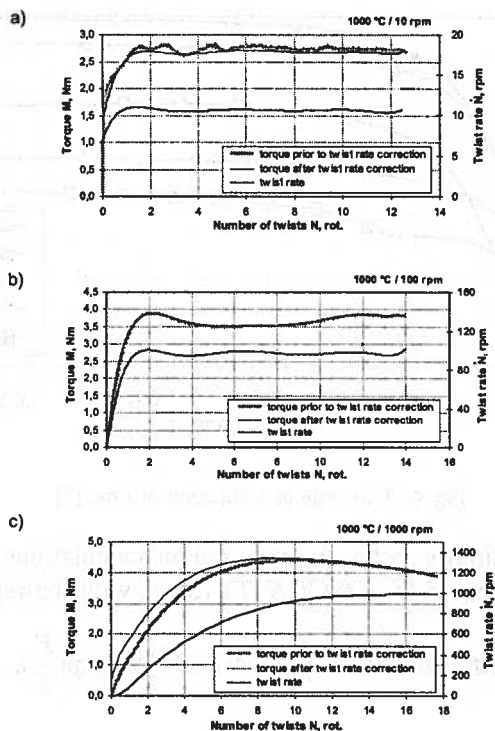 a)
1000 °C / 10 rpm
Torque M, Nm
3,0
2,5
2,0
1,5
1,0
0,5
0,0
20
15
10
5
0
Twist rate N, rpm
torque prior to twist rate correction
torque after twist rate correction
twist rate
0 2 4 6 8 10 12 14
Number of twists N, rot.
b)
1000 °C / 100 rpm
Torque M, Nm
4,5
4,0
3,5
3,0
2,5
2,0
1,5
1,0
0,5
0,0
160
120
80
40
0
Twist rate N, rpm
torque prior to twist rate correction
torque after twist rate correction
twist rate
0 2 4 6 8 10 12 14 16
Number of twists N, rot.
c)
1000 °C / 1000 rpm
Torque M, Nm
5,0
4,0
3,0
2,0
1,0
0,0
1400
1200
1000
800
600
400
200
0
Twist rate N, rpm
torque prior to twist rate correction
torque after twist rate correction
twist rate
0 2 4 6 8 10 12 14 16 18
Number of twists N, rot.